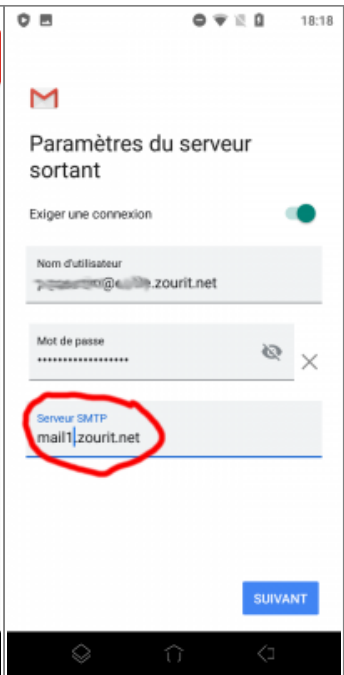 18:18
Paramètres du serveur
sortant
Exiger une connexion
Nom d'utilisateur
.zourit.net
Mot de passe
••••••••••••••••••
Serveur SMTP
mail1.zourit.net
SUIVANT